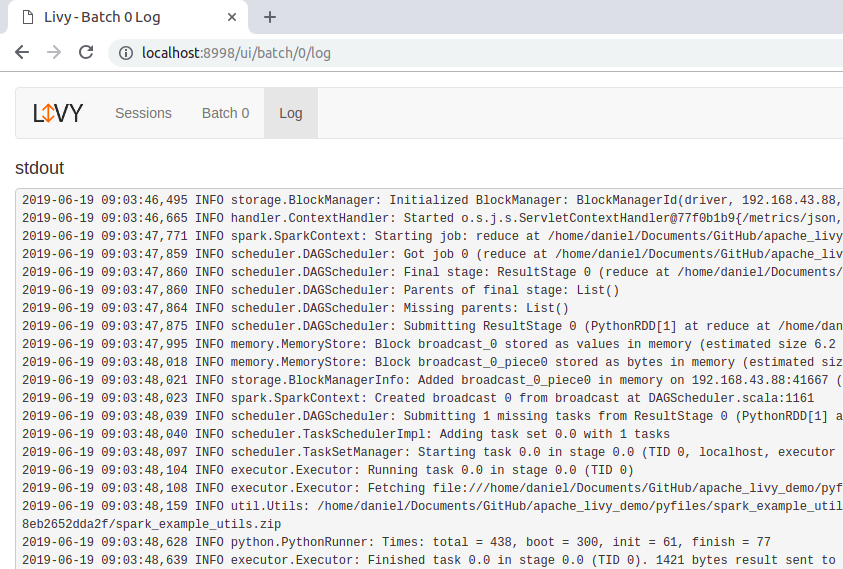 Livy - Batch 0 Log
localhost:8998/ui/batch/0/log
LIVY Sessions Batch 0 Log
stdout
2019-06-19 09:03:46,495 INFO storage.BlockManager: Initialized BlockManager: BlockManagerId(driver, 192.168.43.88,
2019-06-19 09:03:46,665 INFO handler.ContextHandler: Started o.s.j.s.ServletContextHandler@77f0b1b9{/metrics/json,
2019-06-19 09:03:47,771 INFO spark.SparkContext: Starting job: reduce at /home/daniel/Documents/GitHub/apache_livy
2019-06-19 09:03:47,859 INFO scheduler.DAGScheduler: Got job 0 (reduce at /home/daniel/Documents/GitHub/apache_liv
2019-06-19 09:03:47,860 INFO scheduler.DAGScheduler: Final stage: ResultStage 0 (reduce at /home/daniel/Documents/
2019-06-19 09:03:47,860 INFO scheduler.DAGScheduler: Parents of final stage: List()
2019-06-19 09:03:47,864 INFO scheduler.DAGScheduler: Missing parents: List()
2019-06-19 09:03:47,875 INFO scheduler.DAGScheduler: Submitting ResultStage 0 (PythonRDD[1] at reduce at /home/dan
2019-06-19 09:03:47,995 INFO memory.MemoryStore: Block broadcast_0 stored as values in memory (estimated size 6.2
2019-06-19 09:03:48,018 INFO memory.MemoryStore: Block broadcast_0_piece0 stored as bytes in memory (estimated siz
2019-06-19 09:03:48,021 INFO storage.BlockManagerInfo: Added broadcast_0_piece0 in memory on 192.168.43.88:41667 (
2019-06-19 09:03:48,023 INFO spark.SparkContext: Created broadcast 0 from broadcast at DAGScheduler.scala:1161
2019-06-19 09:03:48,039 INFO scheduler.DAGScheduler: Submitting 1 missing tasks from ResultStage 0 (PythonRDD[1] a
2019-06-19 09:03:48,040 INFO scheduler.TaskSchedulerImpl: Adding task set 0.0 with 1 tasks
2019-06-19 09:03:48,097 INFO scheduler.TaskSetManager: Starting task 0.0 in stage 0.0 (TID 0, localhost, executor
2019-06-19 09:03:48,104 INFO executor.Executor: Running task 0.0 in stage 0.0 (TID 0)
2019-06-19 09:03:48,108 INFO executor.Executor: Fetching file:///home/daniel/Documents/GitHub/apache_livy_demo/pyf
2019-06-19 09:03:48,159 INFO util.Utils: /home/daniel/Documents/GitHub/apache_livy_demo/pyfiles/spark_example_util
8eb2652dda2f/spark_example_utils.zip
2019-06-19 09:03:48,628 INFO python.PythonRunner: Times: total = 438, boot = 300, init = 61, finish = 77
2019-06-19 09:03:48,639 INFO executor.Executor: Finished task 0.0 in stage 0.0 (TID 0). 1421 bytes result sent to